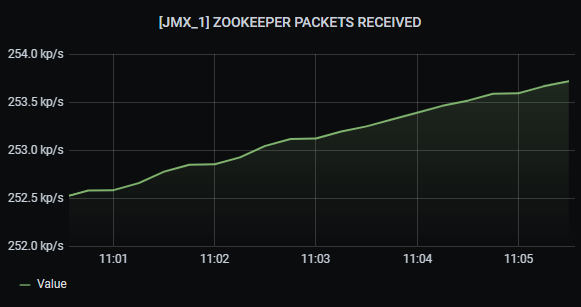 [JMX_1] ZOOKEEPER PACKETS RECEIVED
254.0 kp/s
253.5 kp/s
253.0 kp/s
252.5 kp/s
252.0 kp/s
11:01 11:02 11:03 11:04 11:05
Value